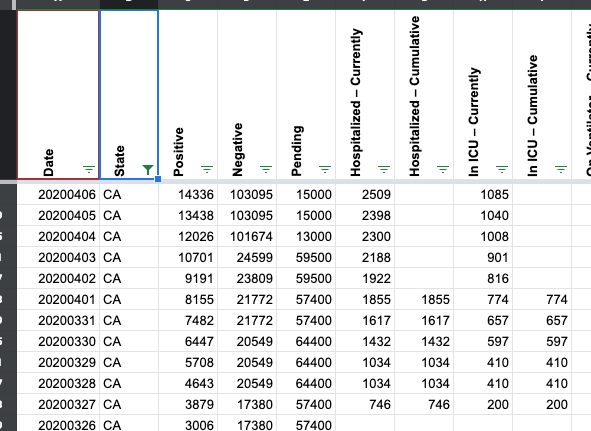 Date State Positive Negative Pending Hospitalized – Currently Hospitalized – Cumulative In ICU – Currently In ICU – Cumulative
20200406 CA 14336 103095 15000 2509 1085
20200405 CA 13438 103095 15000 2398 1040
20200404 CA 12026 101674 13000 2300 1008
20200403 CA 10701 24599 59500 2188 901
20200402 CA 9191 23809 59500 1922 816
20200401 CA 8155 21772 57400 1855 1855 774 774
20200331 CA 7482 21772 57400 1617 1617 657 657
20200330 CA 6447 20549 64400 1432 1432 597 597
20200329 CA 5708 20549 64400 1034 1034 410 410
20200328 CA 4643 20549 64400 1034 1034 410 410
20200327 CA 3879 17380 57400 746 746 200 200
20200326 CA 3006 17380 57400